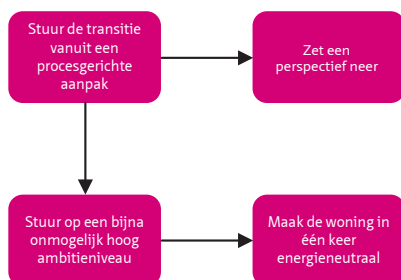 Stuur de transitie
vanuit een
procesgerichte
aanpak
Zet een
perspectief neer
Stuur op een bijna
onmogelijk hoog
ambitieniveau
Maak de woning in
één keer
energieneutraal